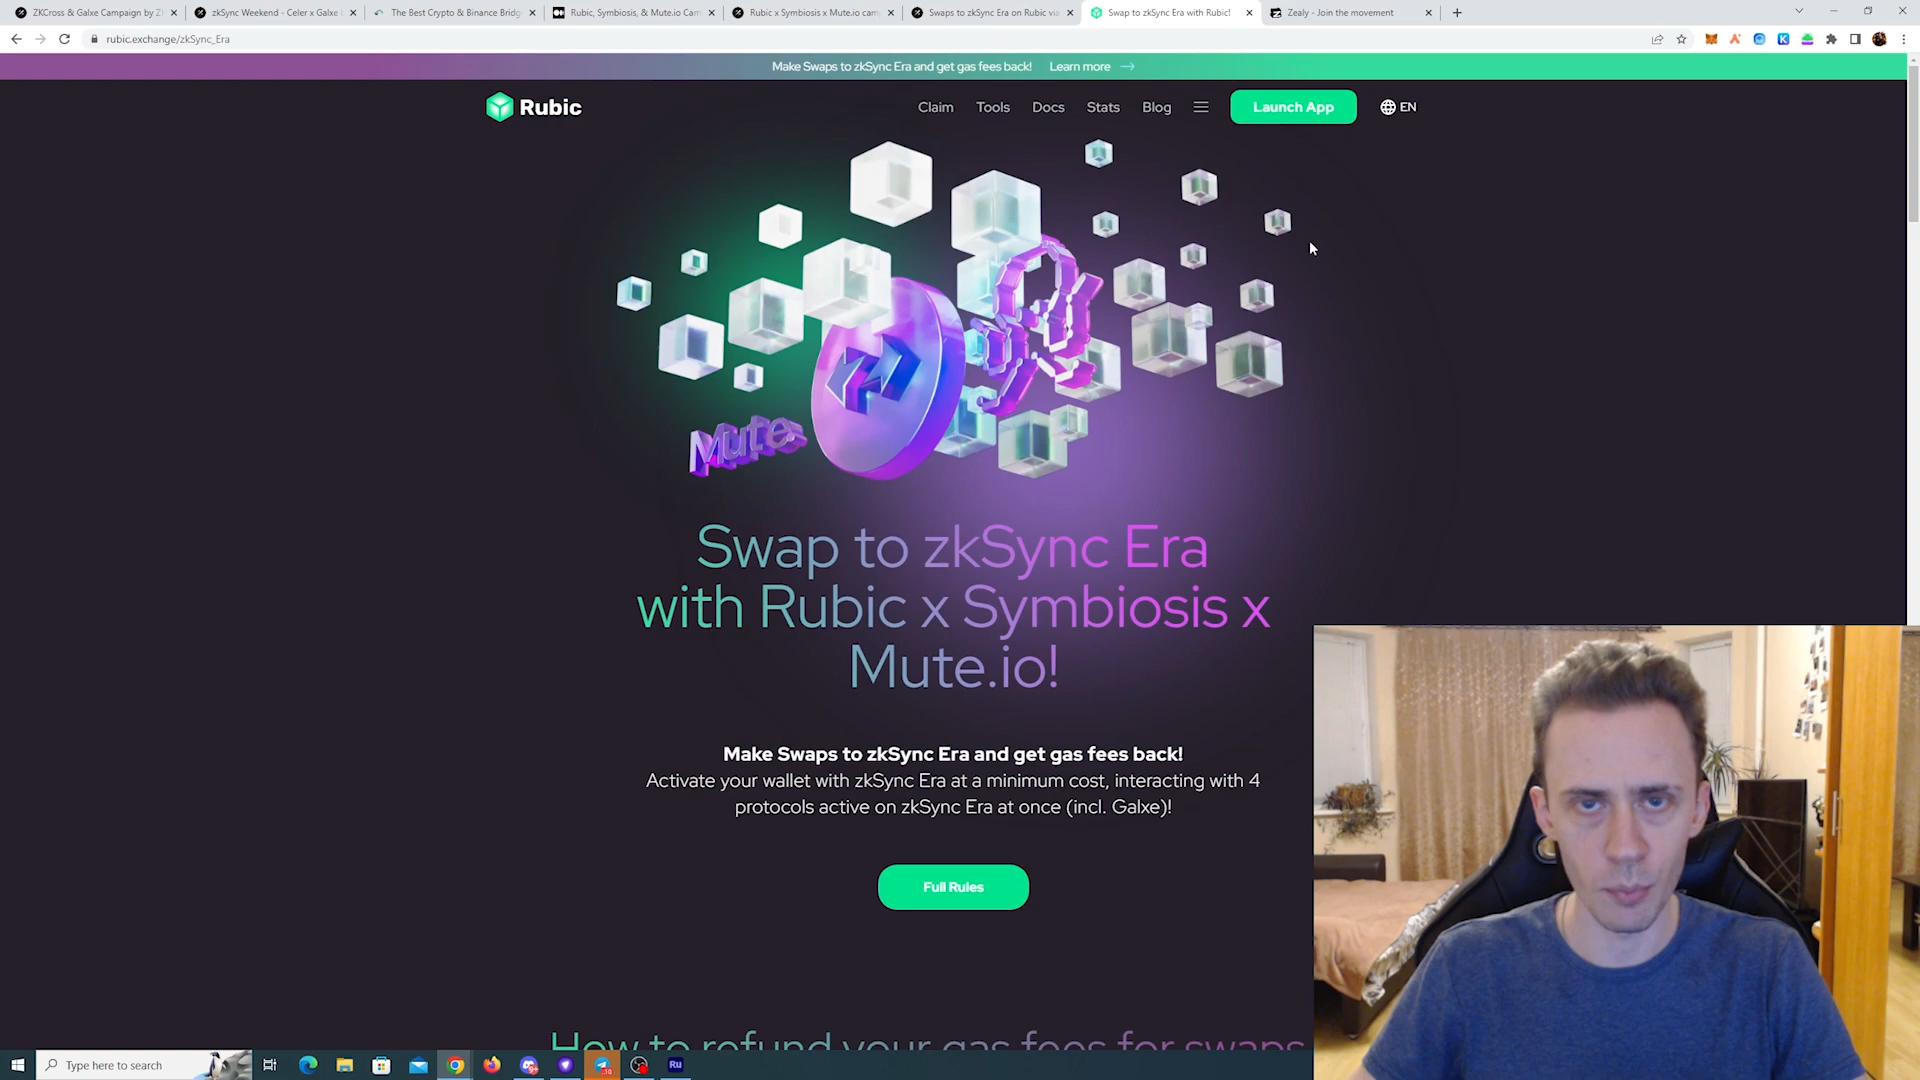 ZKCross & Galxe Campaign by Z
zkSync Weekend - Celer x Galxe
The Best Crypto & Binance Bridg
Rubic, Symbiosis, & Mute.io Cam
Rubic x Symbiosis x Mute.io cam
Swaps to zkSync Era on Rubic via
Swap to zkSync Era with Rubic!
Zealy - Join the movement
rubic.exchange/zkSync_Era
Make Swaps to zkSync Era and get gas fees back! Learn more
Rubic
Claim
Tools
Docs
Stats
Blog
Launch App
EN
Mute.
Swap to zkSync Era
with Rubic x Symbiosis x
Mute.io!
Make Swaps to zkSync Era and get gas fees back!
Activate your wallet with zkSync Era at a minimum cost, interacting with 4
protocols active on zkSync Era at once (incl. Galxe)!
Full Rules
How to refund your gas fees for swaps
Type here to search
10
Ru